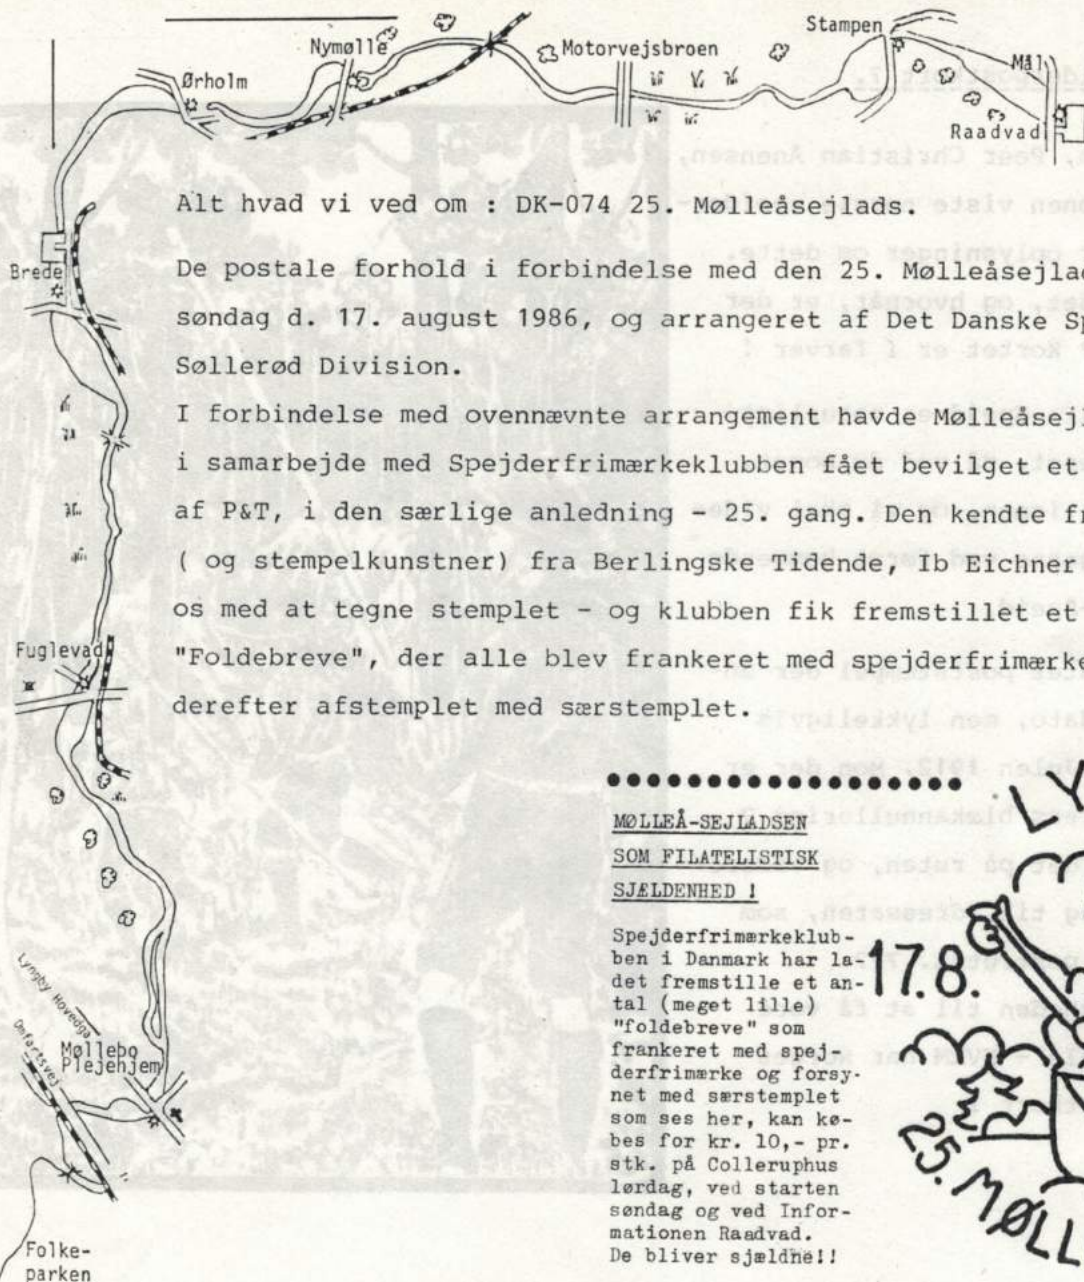 Stampen
Nymølle
Motorvejsbroen
Mål
Ørholm
Raadvad
Alt hvad vi ved om : DK-074 25. Mølleåsejlads.
De postale forhold i forbindelse med den 25. Mølleåsejlad
søndag d. 17. august 1986, og arrangeret af Det Danske Sp
Søllerød Division.
I forbindelse med ovennævnte arrangement havde Mølleåsejl
i samarbejde med Spejderfrimærkeklubben fået bevilget et
af P&T, i den særlige anledning - 25. gang. Den kendte fr
( og stempelkunstner) fra Berlingske Tidende, Ib Eichner
os med at tegne stemplet - og klubben fik fremstillet et
"Foldebreve", der alle blev frankeret med spejderfrimærke
derefter afstemplet med særstemplet.
Brede
Fuglevad
Lyngby Hovedga
Omfartsvej
Møllebo
Plejehjem
Folke-
parken
MØLLEÅ-SEJLADSEN
SOM FILATELISTISK
SJÆLDENHED !
Spejderfrimærkeklub-
ben i Danmark har la-
det fremstille et an-
tal (meget lille)
"foldebreve" som
frankeret med spej-
derfrimærke og forsy-
net med særstemplet
som ses her, kan kø-
bes for kr. 10,- pr.
stk. på Colleruphus
lørdag, ved starten
søndag og ved Infor-
mationen Raadvad.
De bliver sjældne!!
LY
17.8.
25. MØLL